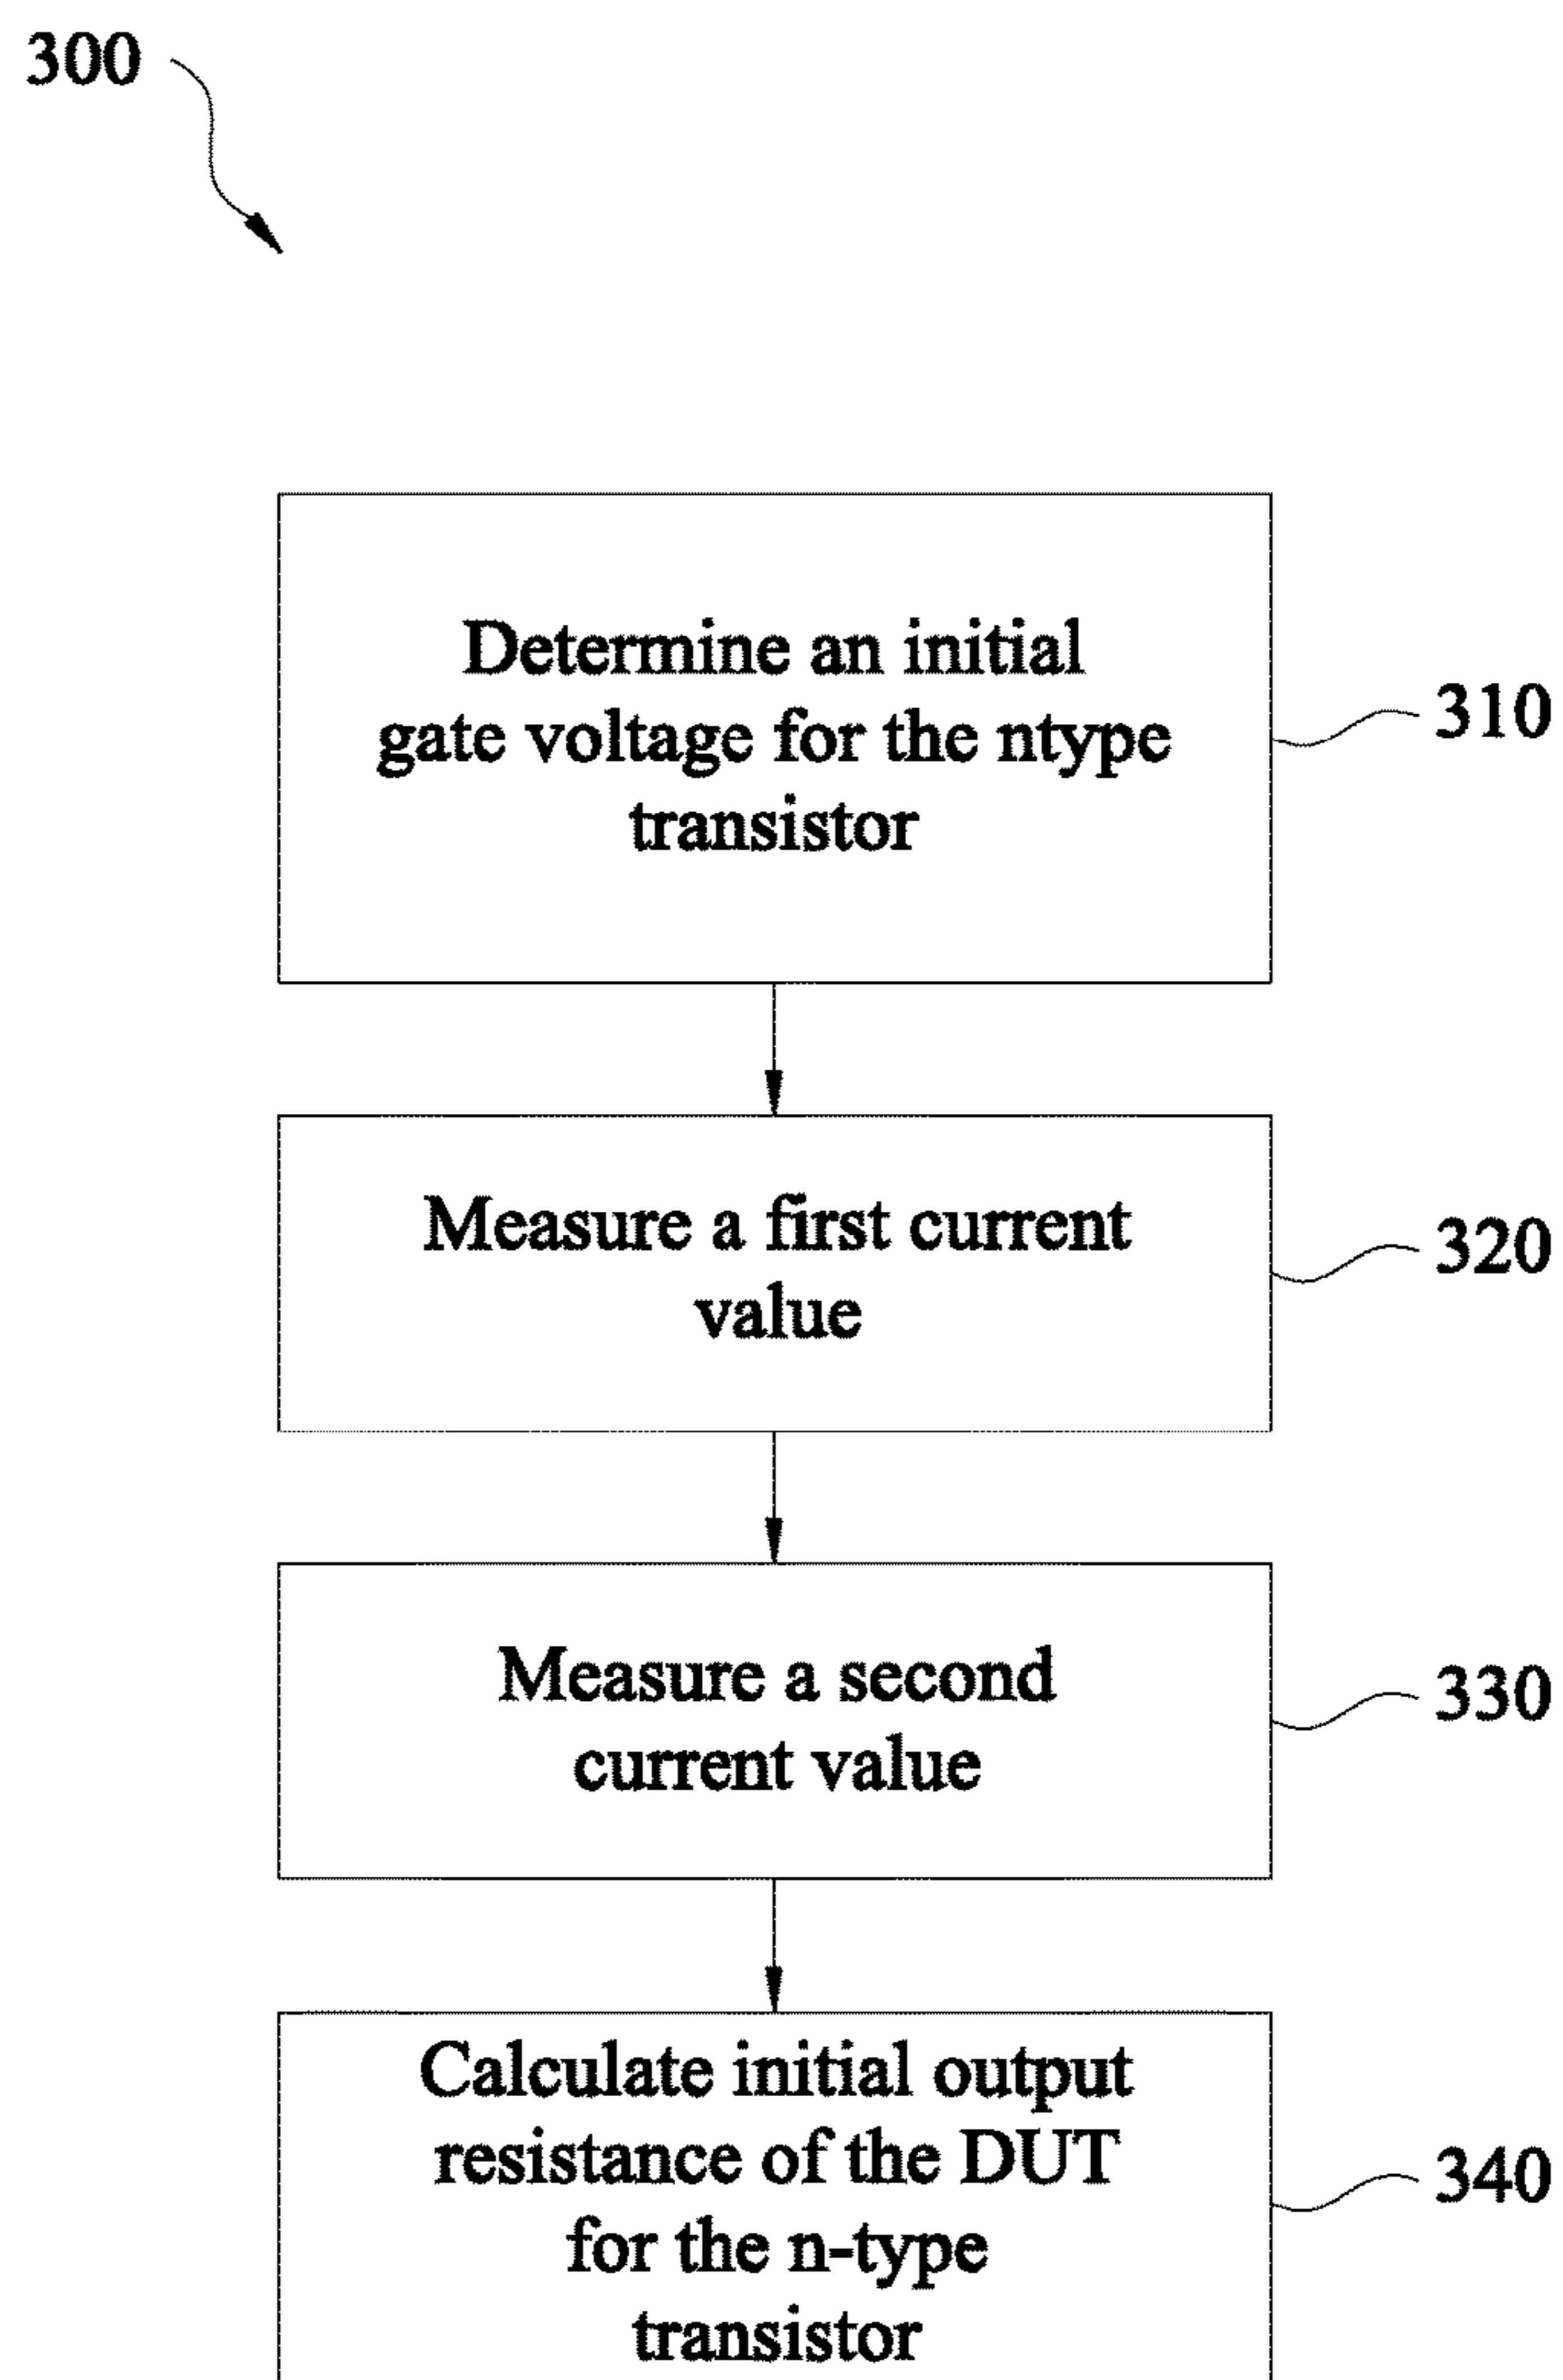 300
Determine an initial
gate voltage for the ntype
transistor
310
Measure a first current
value
320
Measure a second
current value
330
Calculate initial output
resistance of the DUT
for the n-type
transistor
340